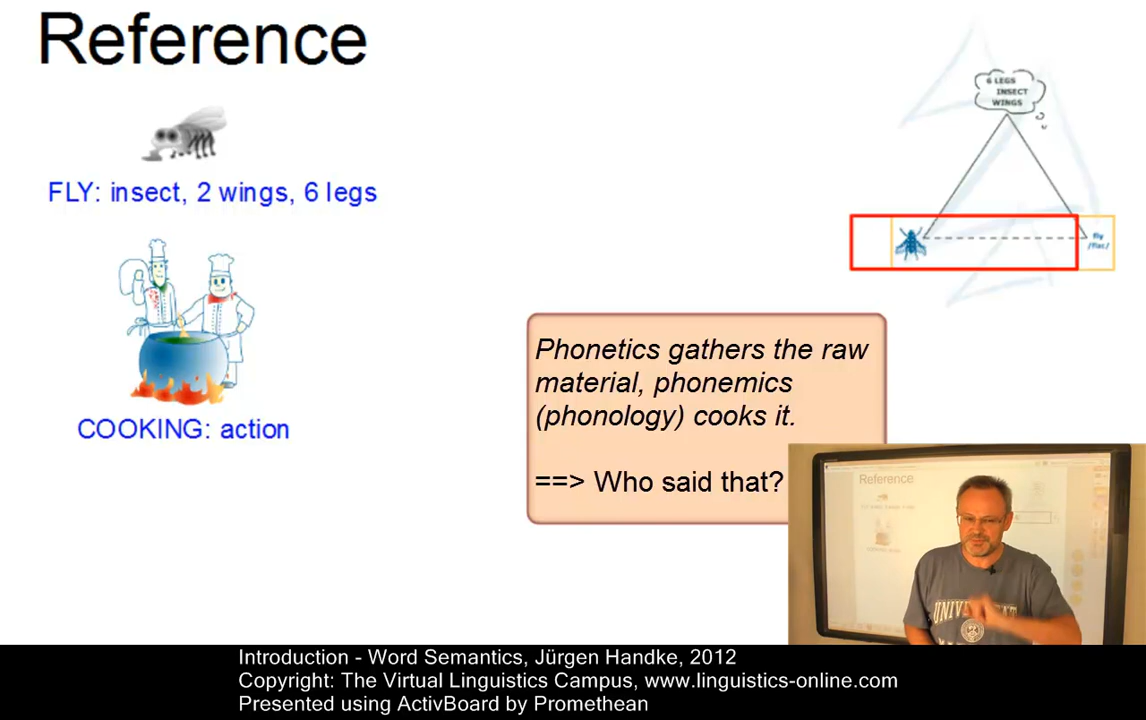 Reference
6 LEGS
INSECT
WINGS
FLY: insect, 2 wings, 6 legs
fly
/flaɪ/
COOKING: action
Phonetics gathers the raw
material, phonemics
(phonology) cooks it.
==> Who said that?
Reference
Introduction - Word Semantics, Jürgen Handke, 2012
Copyright: The Virtual Linguistics Campus, www.linguistics-online.com
Presented using ActivBoard by Promethean